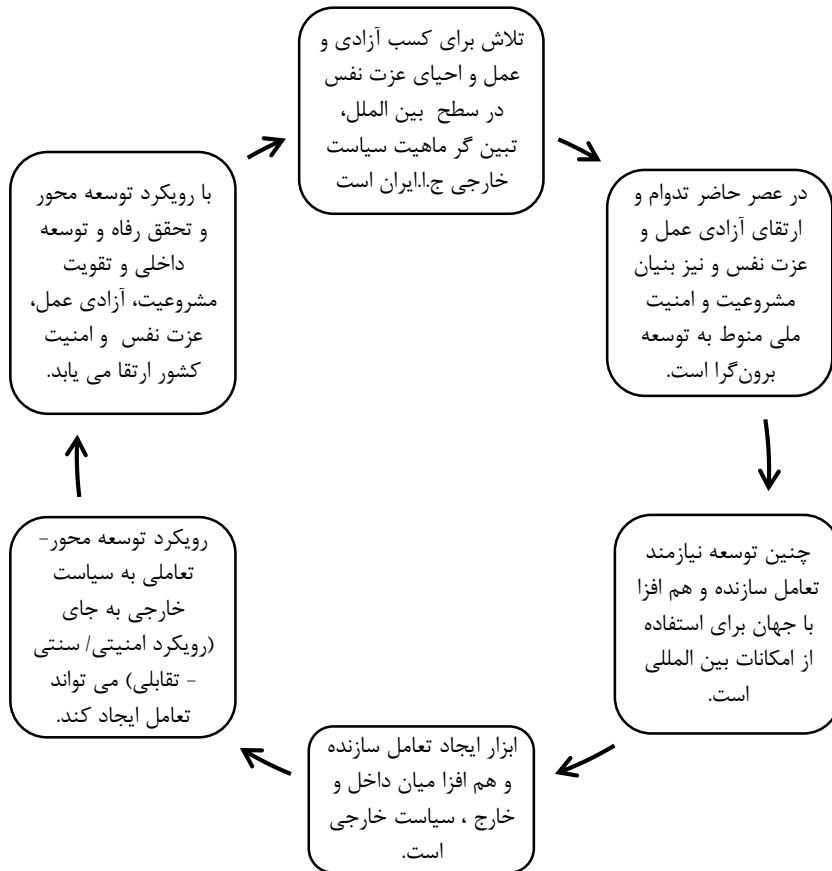 تلاش برای کسب آزادی و
عمل و احیای عزت نفس
در سطح بین الملل،
تبین گر ماهیت سیاست
خارجی ج.ا.ایران است
در عصر حاضر تدوام و
ارتقای آزادی عمل و
عزت نفس و نیز بنیان
مشروعیت و امنیت
ملی منوط به توسعه
برون‌گرا است.
چنین توسعه نیازمند
تعامل سازنده و هم افزا
با جهان برای استفاده
از امکانات بین المللی
است.
ابزار ایجاد تعامل سازنده
و هم افزا میان داخل و
خارج ، سیاست خارجی
است.
رویکرد توسعه محور-
تعاملی به سیاست
خارجی به جای
(رویکرد امنیتی/ سنتی
- تقابلی) می تواند
تعامل ایجاد کند.
با رویکرد توسعه محور
و تحقق رفاه و توسعه
داخلی و تقویت
مشروعیت، آزادی عمل،
عزت نفس و امنیت
کشور ارتقا می یابد.